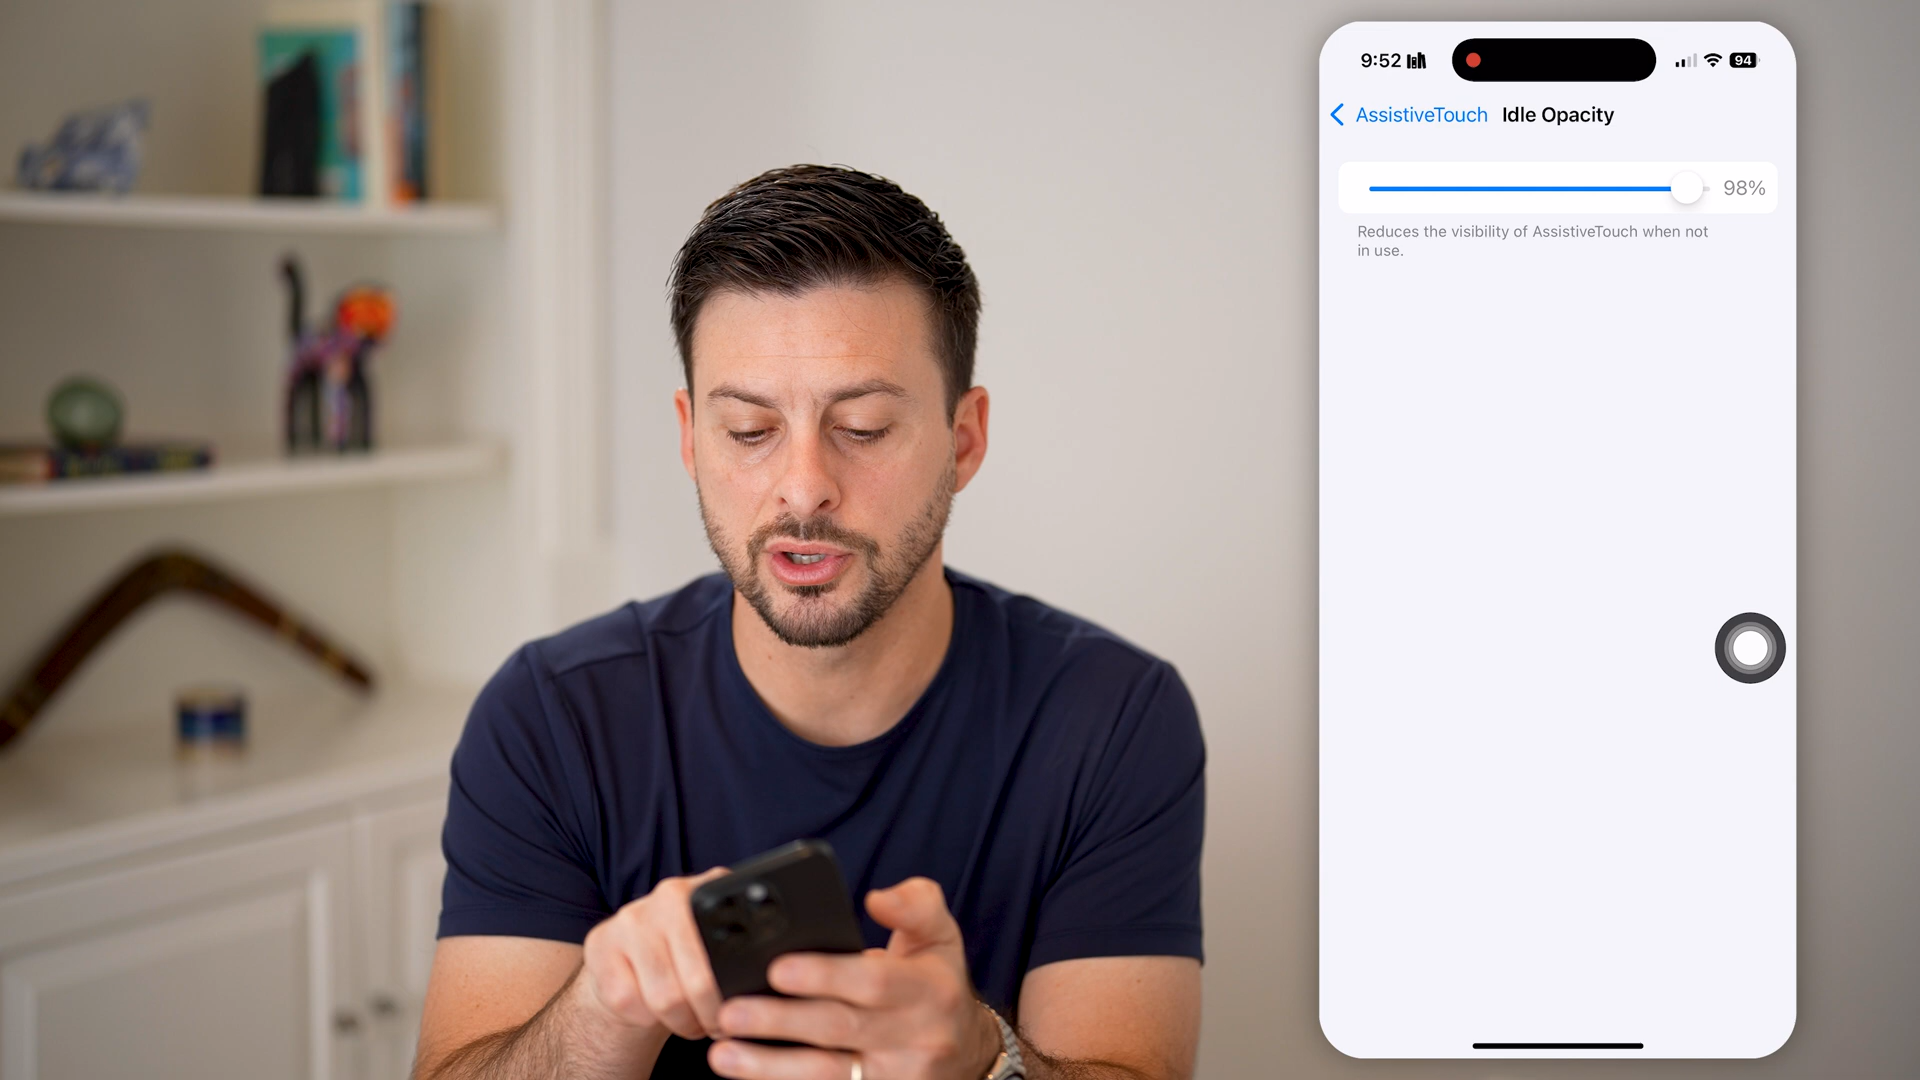 9:52
94
AssistiveTouch Idle Opacity
98%
Reduces the visibility of AssistiveTouch when not
in use.